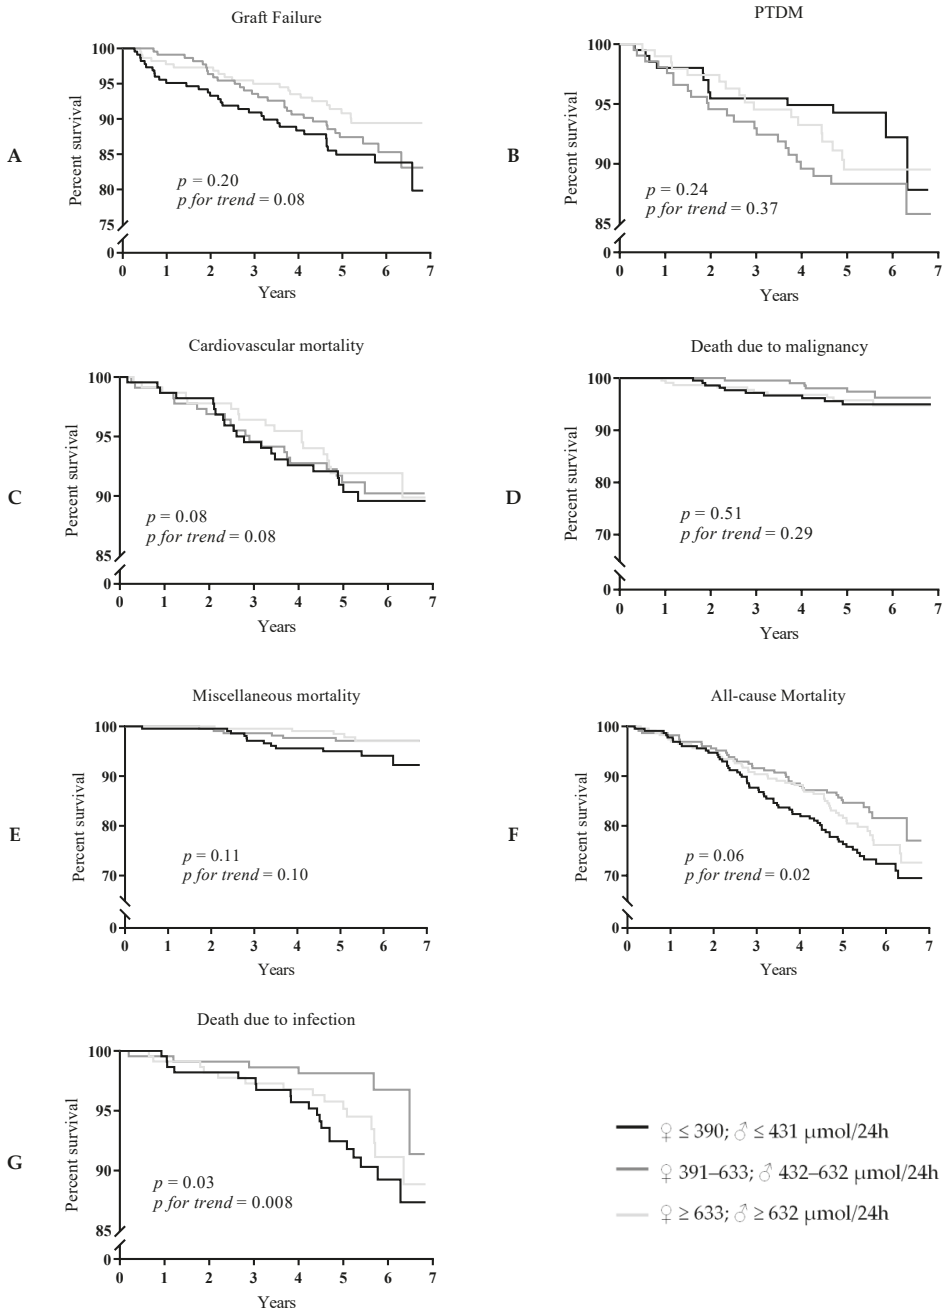 Graft Failure
A
Percent survival
100
95
90
85
80
75
0
p = 0.20
p for trend = 0.08
0 1 2 3 4 5 6 7
Years
PTDM
B
Percent survival
100
95
90
85
0
p = 0.24
p for trend = 0.37
0 1 2 3 4 5 6 7
Years
Cardiovascular mortality
C
Percent survival
100
95
90
85
0
p = 0.08
p for trend = 0.08
0 1 2 3 4 5 6 7
Years
Death due to malignancy
D
Percent survival
100
90
80
70
0
p = 0.51
p for trend = 0.29
0 1 2 3 4 5 6 7
Years
Miscellaneous mortality
E
Percent survival
100
90
80
70
0
p = 0.11
p for trend = 0.10
0 1 2 3 4 5 6 7
Years
All-cause Mortality
F
Percent survival
100
90
80
70
0
p = 0.06
p for trend = 0.02
0 1 2 3 4 5 6 7
Years
Death due to infection
G
Percent survival
100
95
90
85
0
p = 0.03
p for trend = 0.008
0 1 2 3 4 5 6 7
Years
♀ ≤ 390; ♂ ≤ 431 μmol/24h
♀ 391–633; ♂ 432–632 μmol/24h
♀ ≥ 633; ♂ ≥ 632 μmol/24h